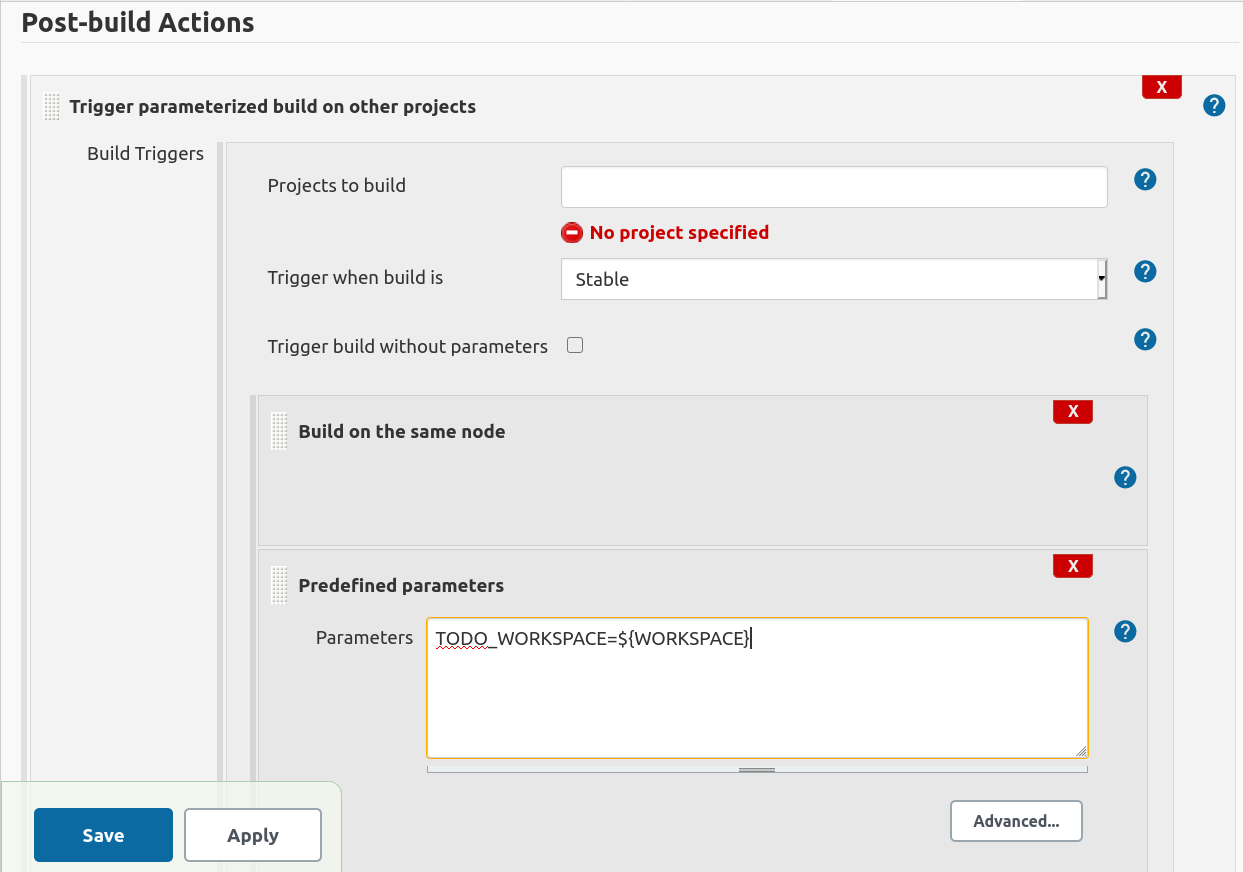 Post-build Actions
X
Trigger parameterized build on other projects
?
Build Triggers
Projects to build
?
No project specified
Trigger when build is
Stable
?
Trigger build without parameters
?
X
Build on the same node
?
X
Predefined parameters
Parameters
TODO_WORKSPACE=${WORKSPACE}
?
Advanced...
Save
Apply